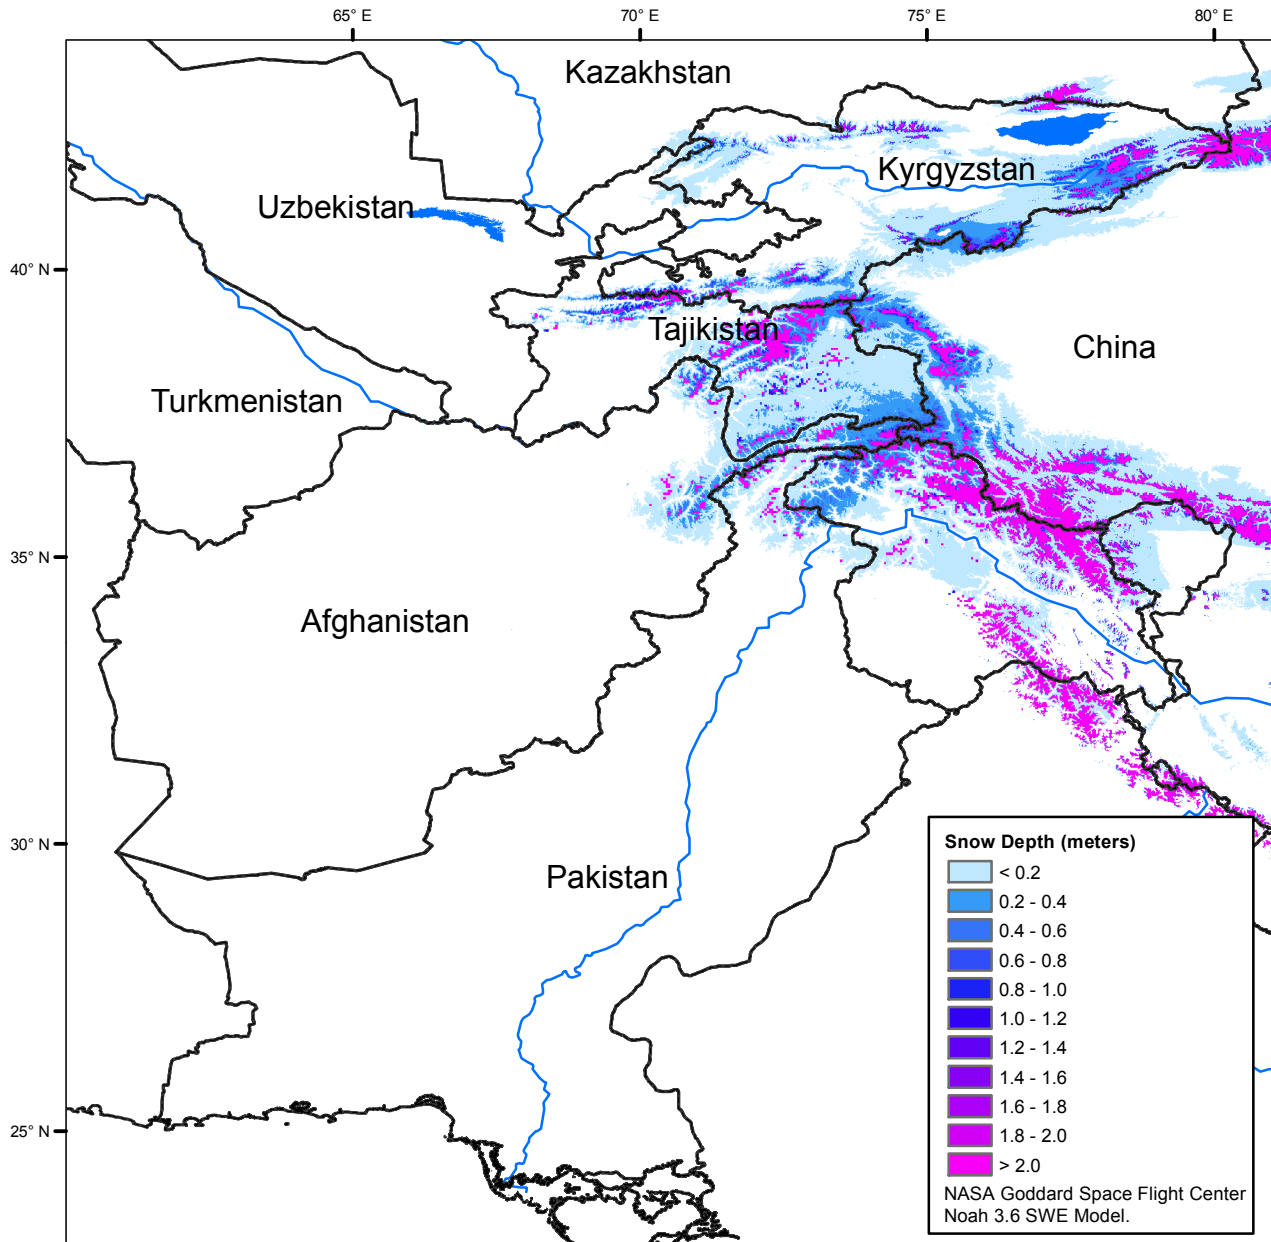 65° E
70° E
75° E
80° E
Kazakhstan
Kyrgyzstan
Uzbekistan
40° N
Tajikistan
China
Turkmenistan
35° N
Afghanistan
30° N
Pakistan
25° N
Snow Depth (meters)
< 0.2
0.2 - 0.4
0.4 - 0.6
0.6 - 0.8
0.8 - 1.0
1.0 - 1.2
1.2 - 1.4
1.4 - 1.6
1.6 - 1.8
1.8 - 2.0
> 2.0
NASA Goddard Space Flight Center
Noah 3.6 SWE Model.